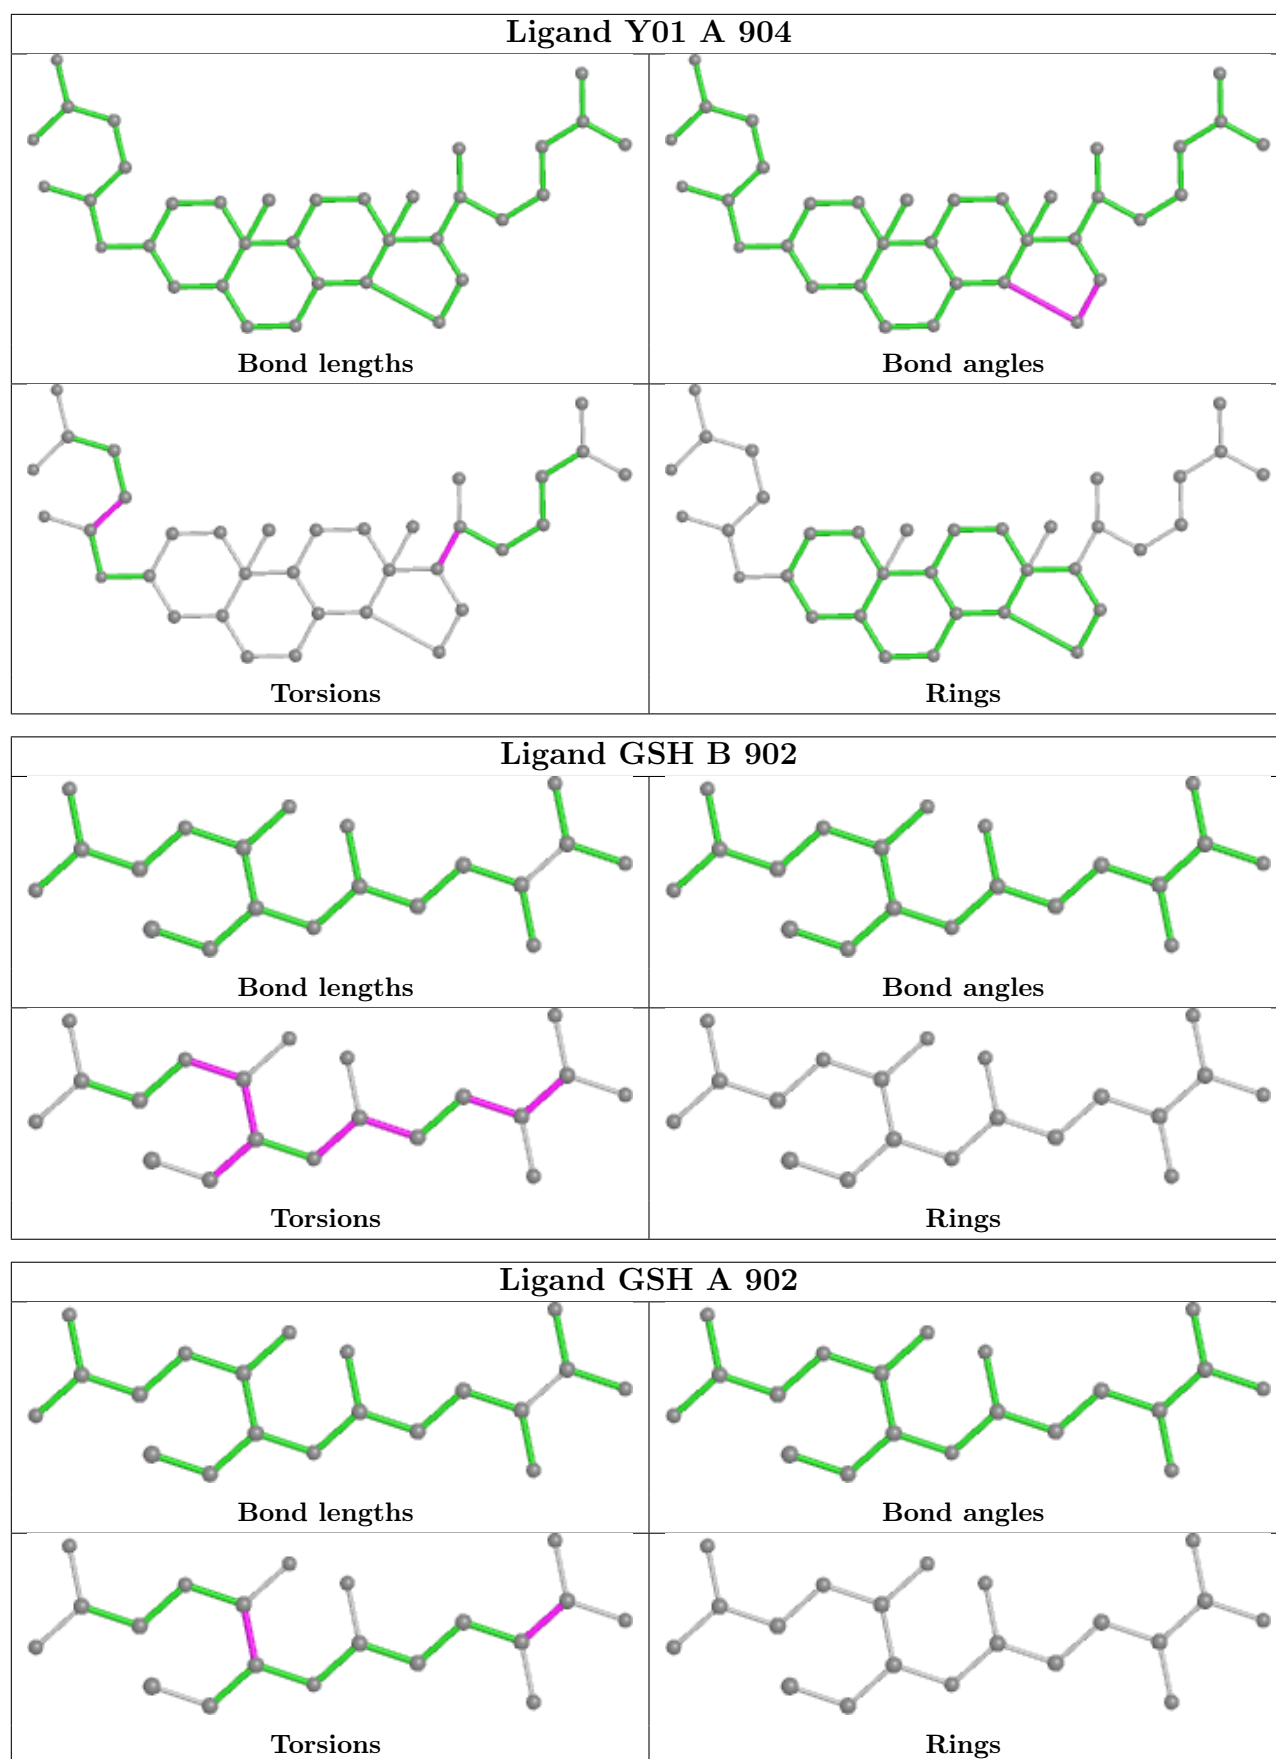 Ligand Y01 A 904
Bond lengths
Bond angles
Torsions
Rings
Ligand GSH B 902
Bond lengths
Bond angles
Torsions
Rings
Ligand GSH A 902
Bond lengths
Bond angles
Torsions
Rings